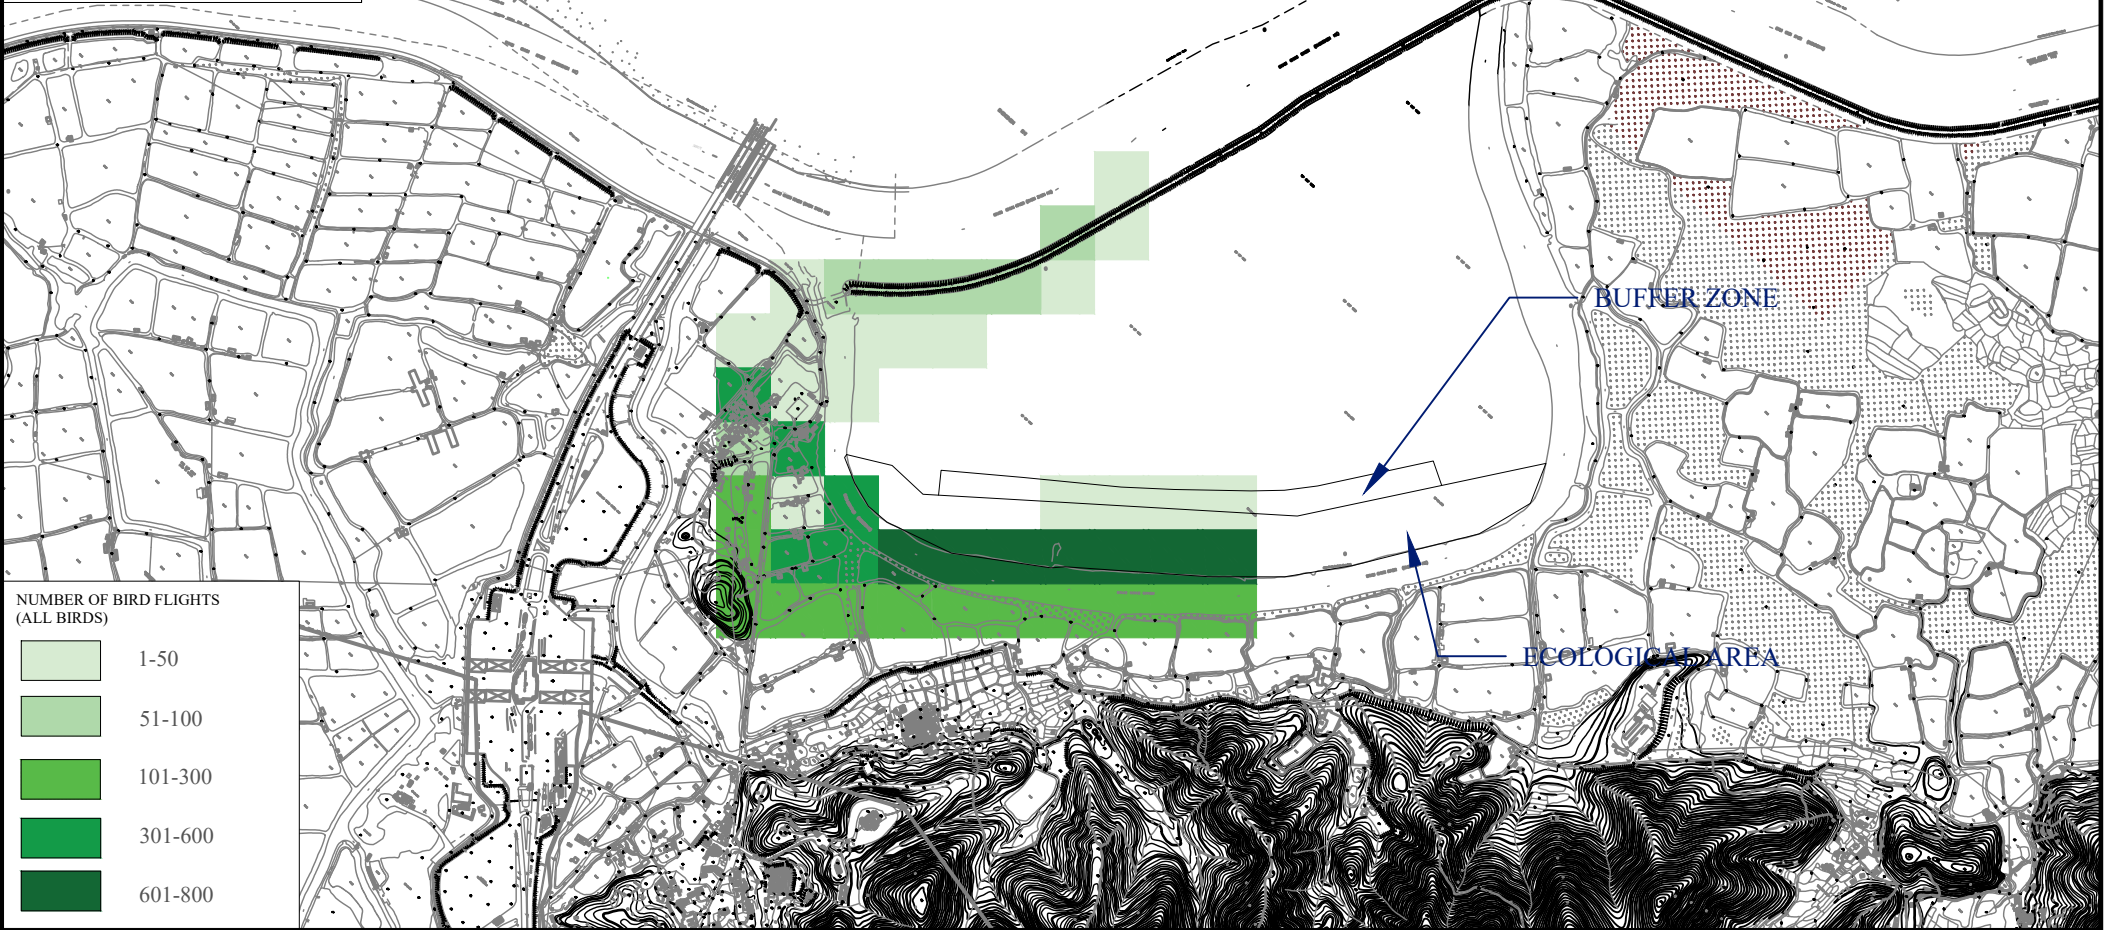 BUFFER ZONE
ECOLOGICAL AREA
NUMBER OF BIRD FLIGHTS
(ALL BIRDS)
1-50
51-100
101-300
301-600
601-800